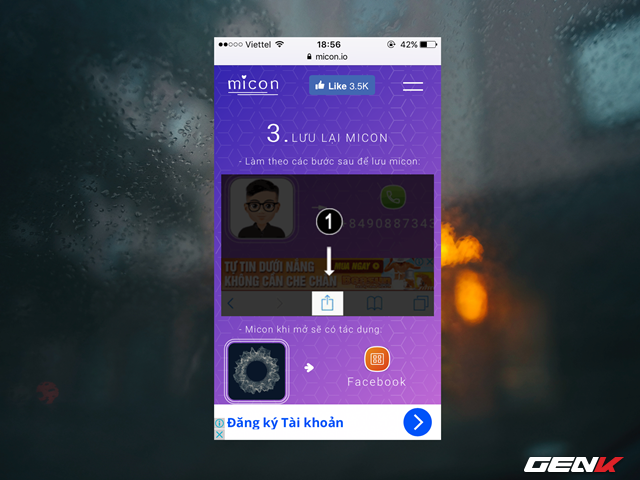 Viettel
18:56
42%
micon.io
micon
Like 3.5K
3. LƯU LẠI MICON
- Làm theo các bước sau để lưu micon:
1
+8490887343
TỰ TIN DƯỚI NẮNG
KHÔNG CẦN CHE CHẮN
MUA NGAY
- Micon khi mở sẽ có tác dụng:
Facebook
Đăng ký Tài khoản
GENK